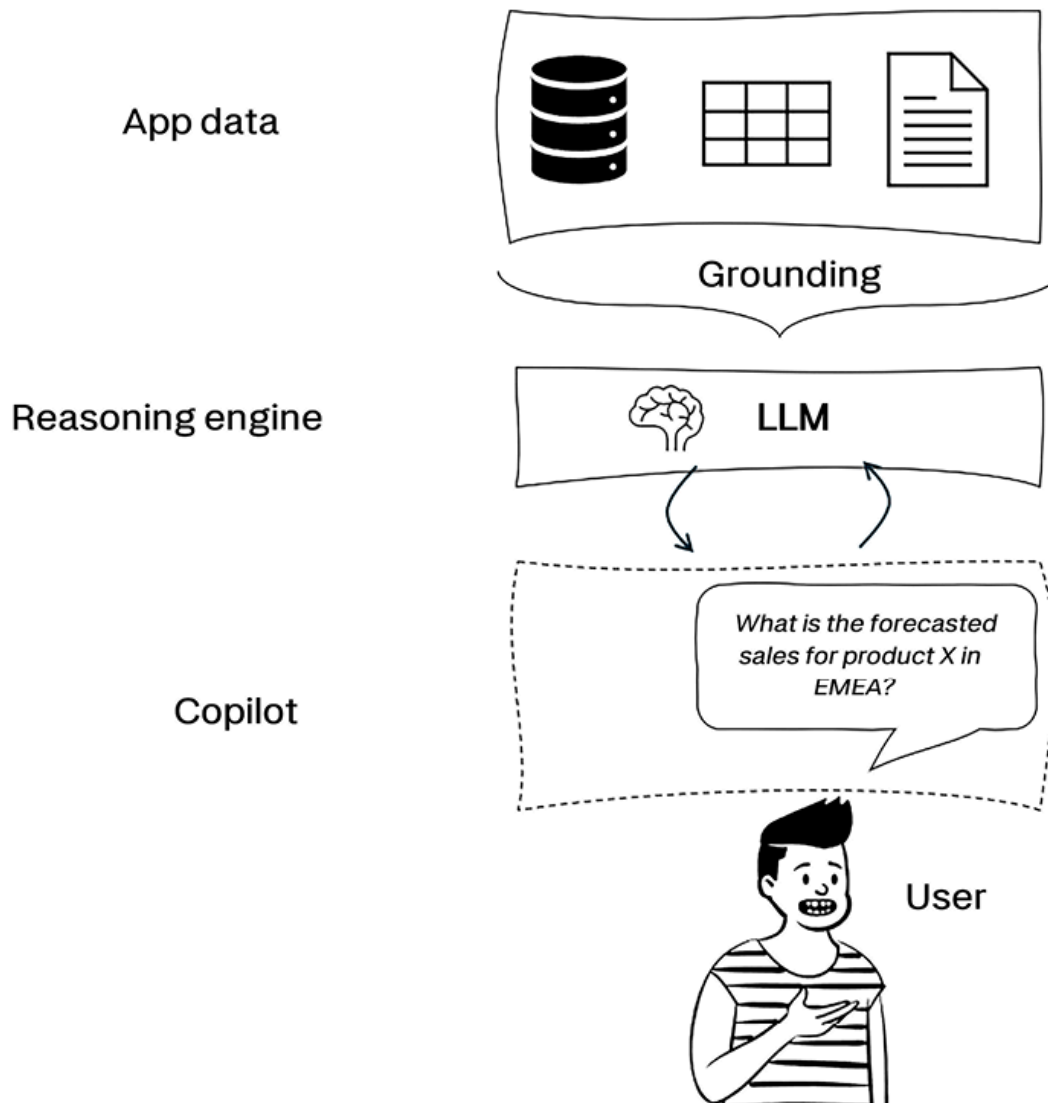 App data
Grounding
Reasoning engine
LLM
Copilot
What is the forecasted
sales for product X in
EMEA?
User